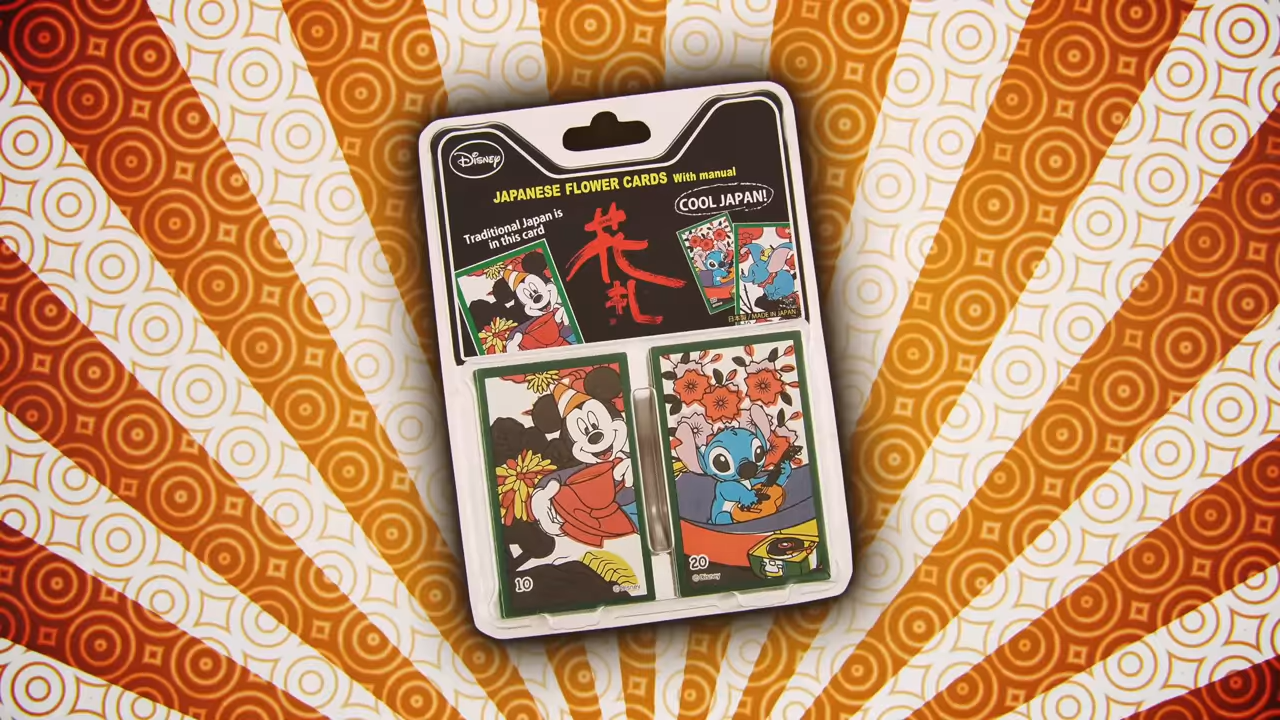 Disney
JAPANESE FLOWER CARDS With manual
Traditional Japan is
in this card
COOL JAPAN!
花
札
日本製 / MADE IN JAPAN
10
©Disney
20
©Disney